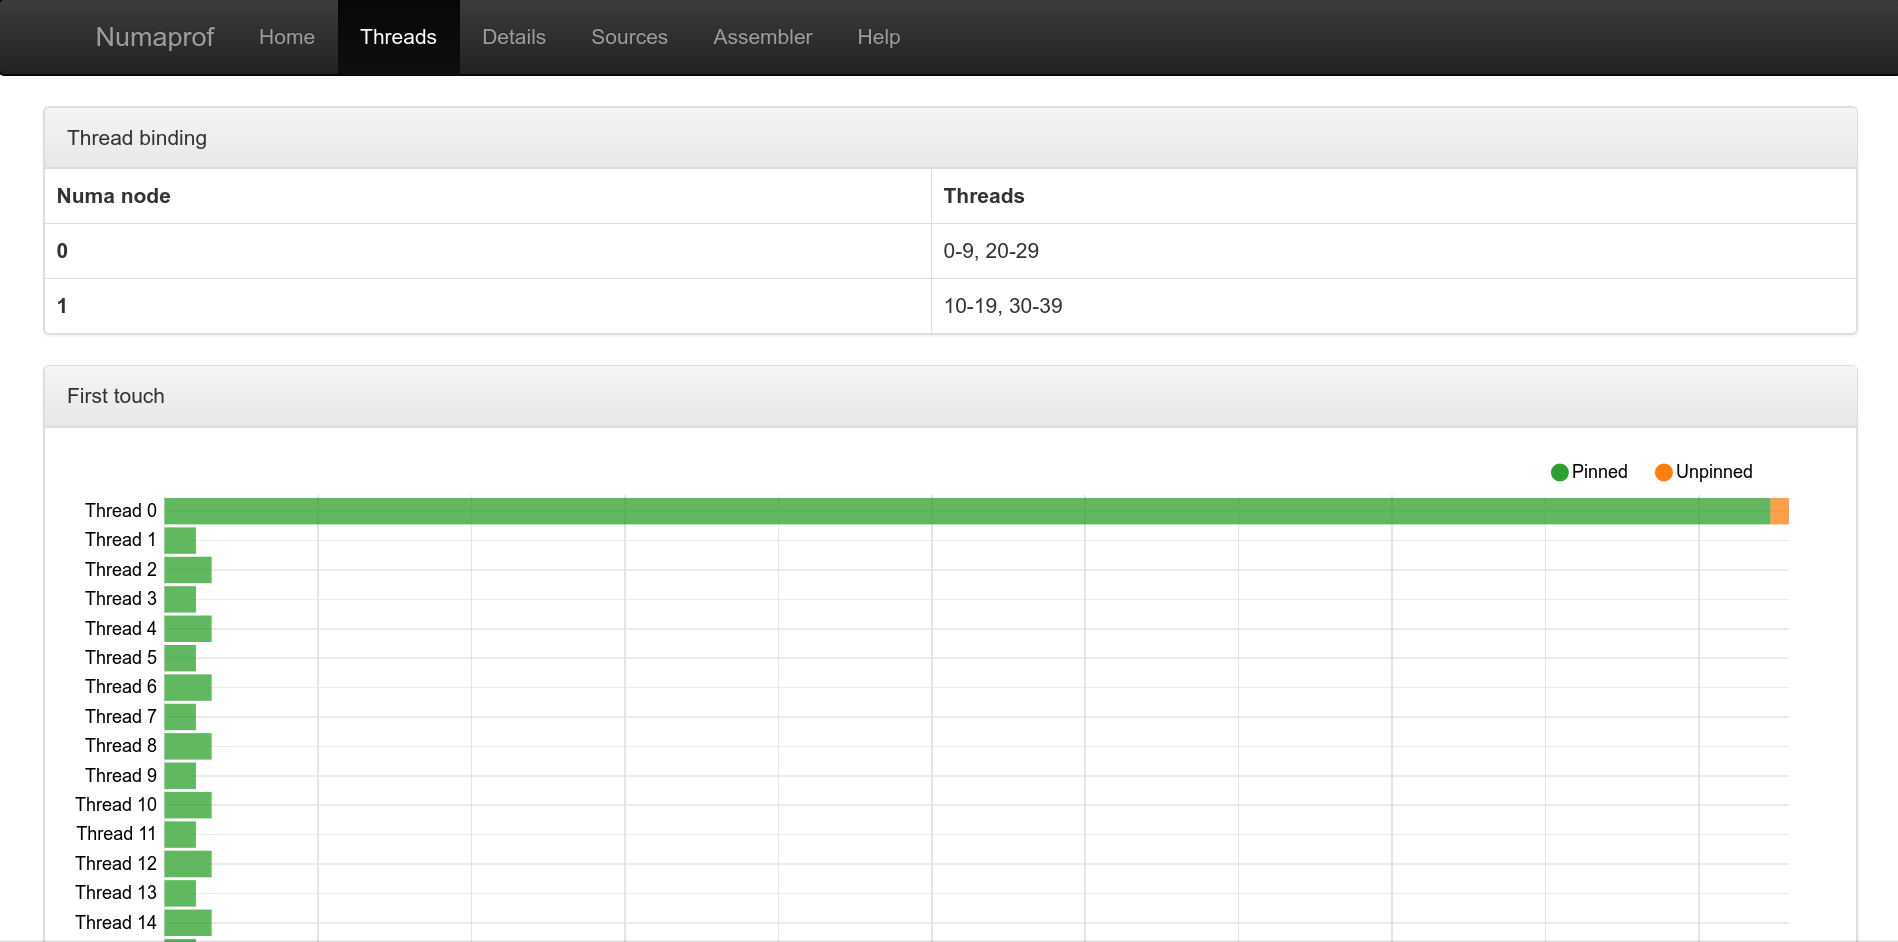 Numaprof Home Threads Details Sources Assembler Help
Thread binding
Numa node Threads
0 0-9, 20-29
1 10-19, 30-39
First touch
Pinned Unpinned
Thread 0
Thread 1
Thread 2
Thread 3
Thread 4
Thread 5
Thread 6
Thread 7
Thread 8
Thread 9
Thread 10
Thread 11
Thread 12
Thread 13
Thread 14